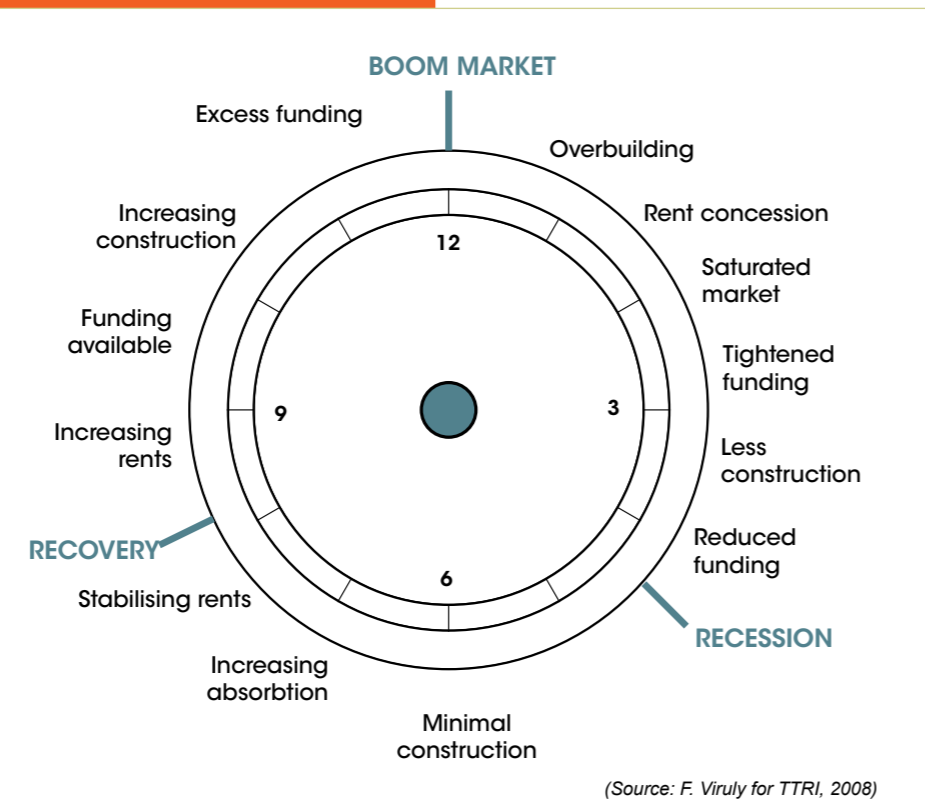 BOOM MARKET
Excess funding
Overbuilding
Increasing
construction
Rent concession
Saturated
market
Funding
available
Tightened
funding
12
9
3
6
Increasing
rents
Less
construction
RECOVERY
Reduced
funding
Stabilising rents
RECESSION
Increasing
absorbtion
Minimal
construction
(Source: F. Viruly for TTRI, 2008)